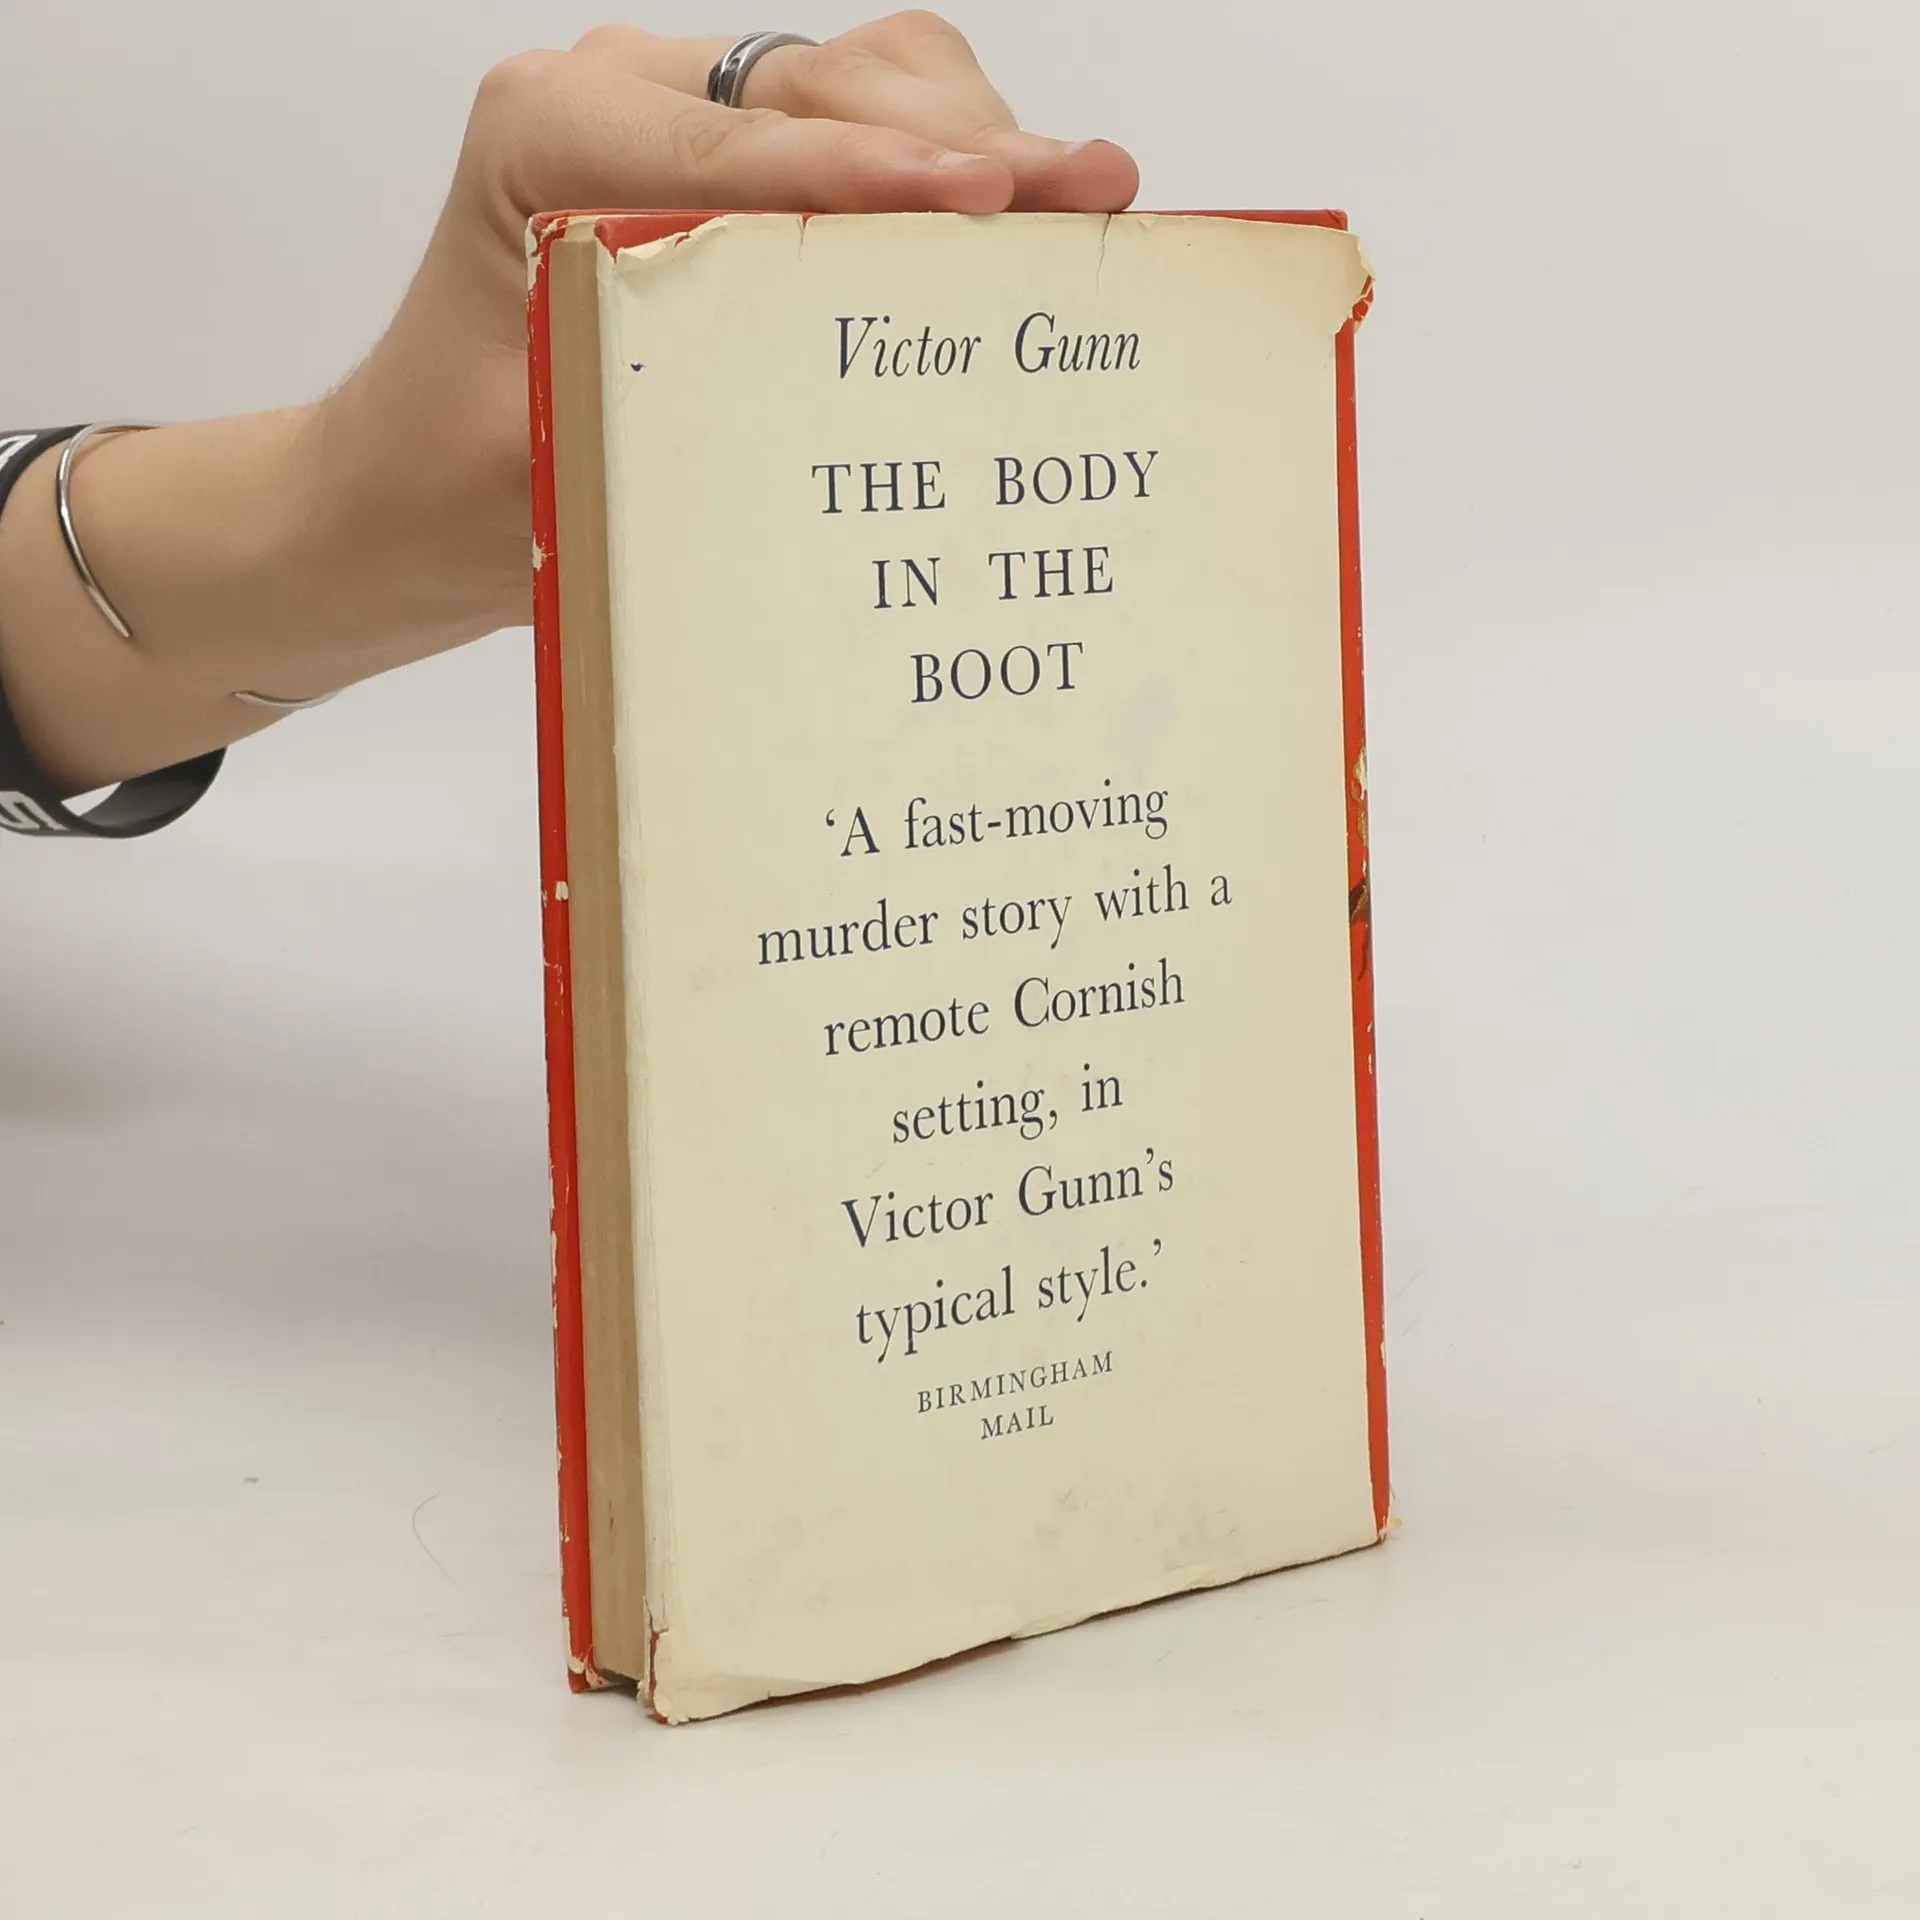 Victor Gunn
THE BODY
IN THE
BOOT
‘A fast-moving
murder story with a
remote Cornish
setting, in
Victor Gunn’s
typical style.’
BIRMINGHAM
MAIL